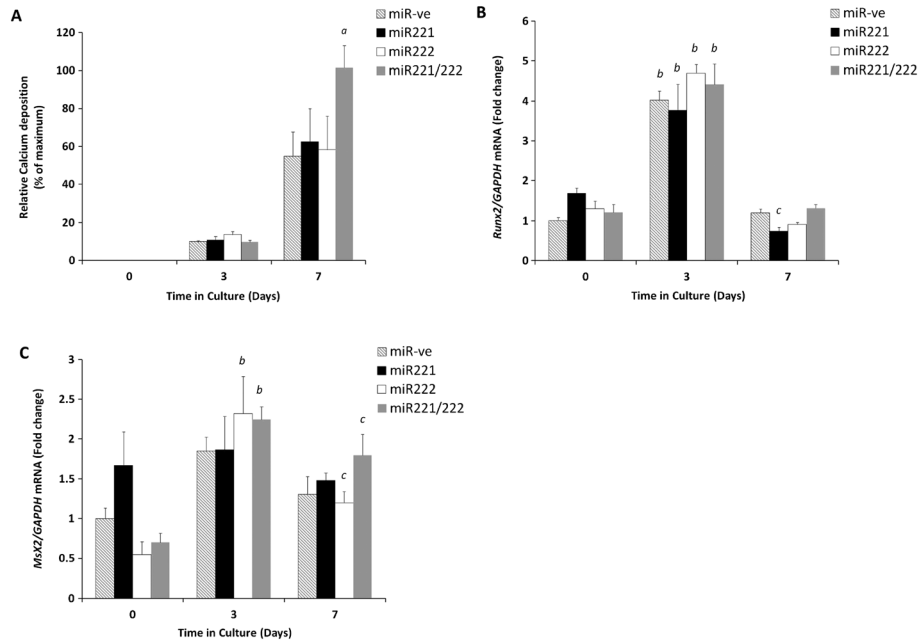 A
Relative Calcium deposition
(% of maximum)
120
100
80
60
40
20
0
a
miR-ve
miR221
miR222
miR221/222
0 3 7
Time in Culture (Days)
B
Runx2/GAPDH mRNA (Fold change)
6
5
4
3
2
1
0
b b b b
c
miR-ve
miR221
miR222
miR221/222
0 3 7
Time in Culture (Days)
C
MsX2/GAPDH mRNA (Fold change)
3
2.5
2
1.5
1
0.5
0
b b
c c
miR-ve
miR221
miR222
miR221/222
0 3 7
Time in Culture (Days)